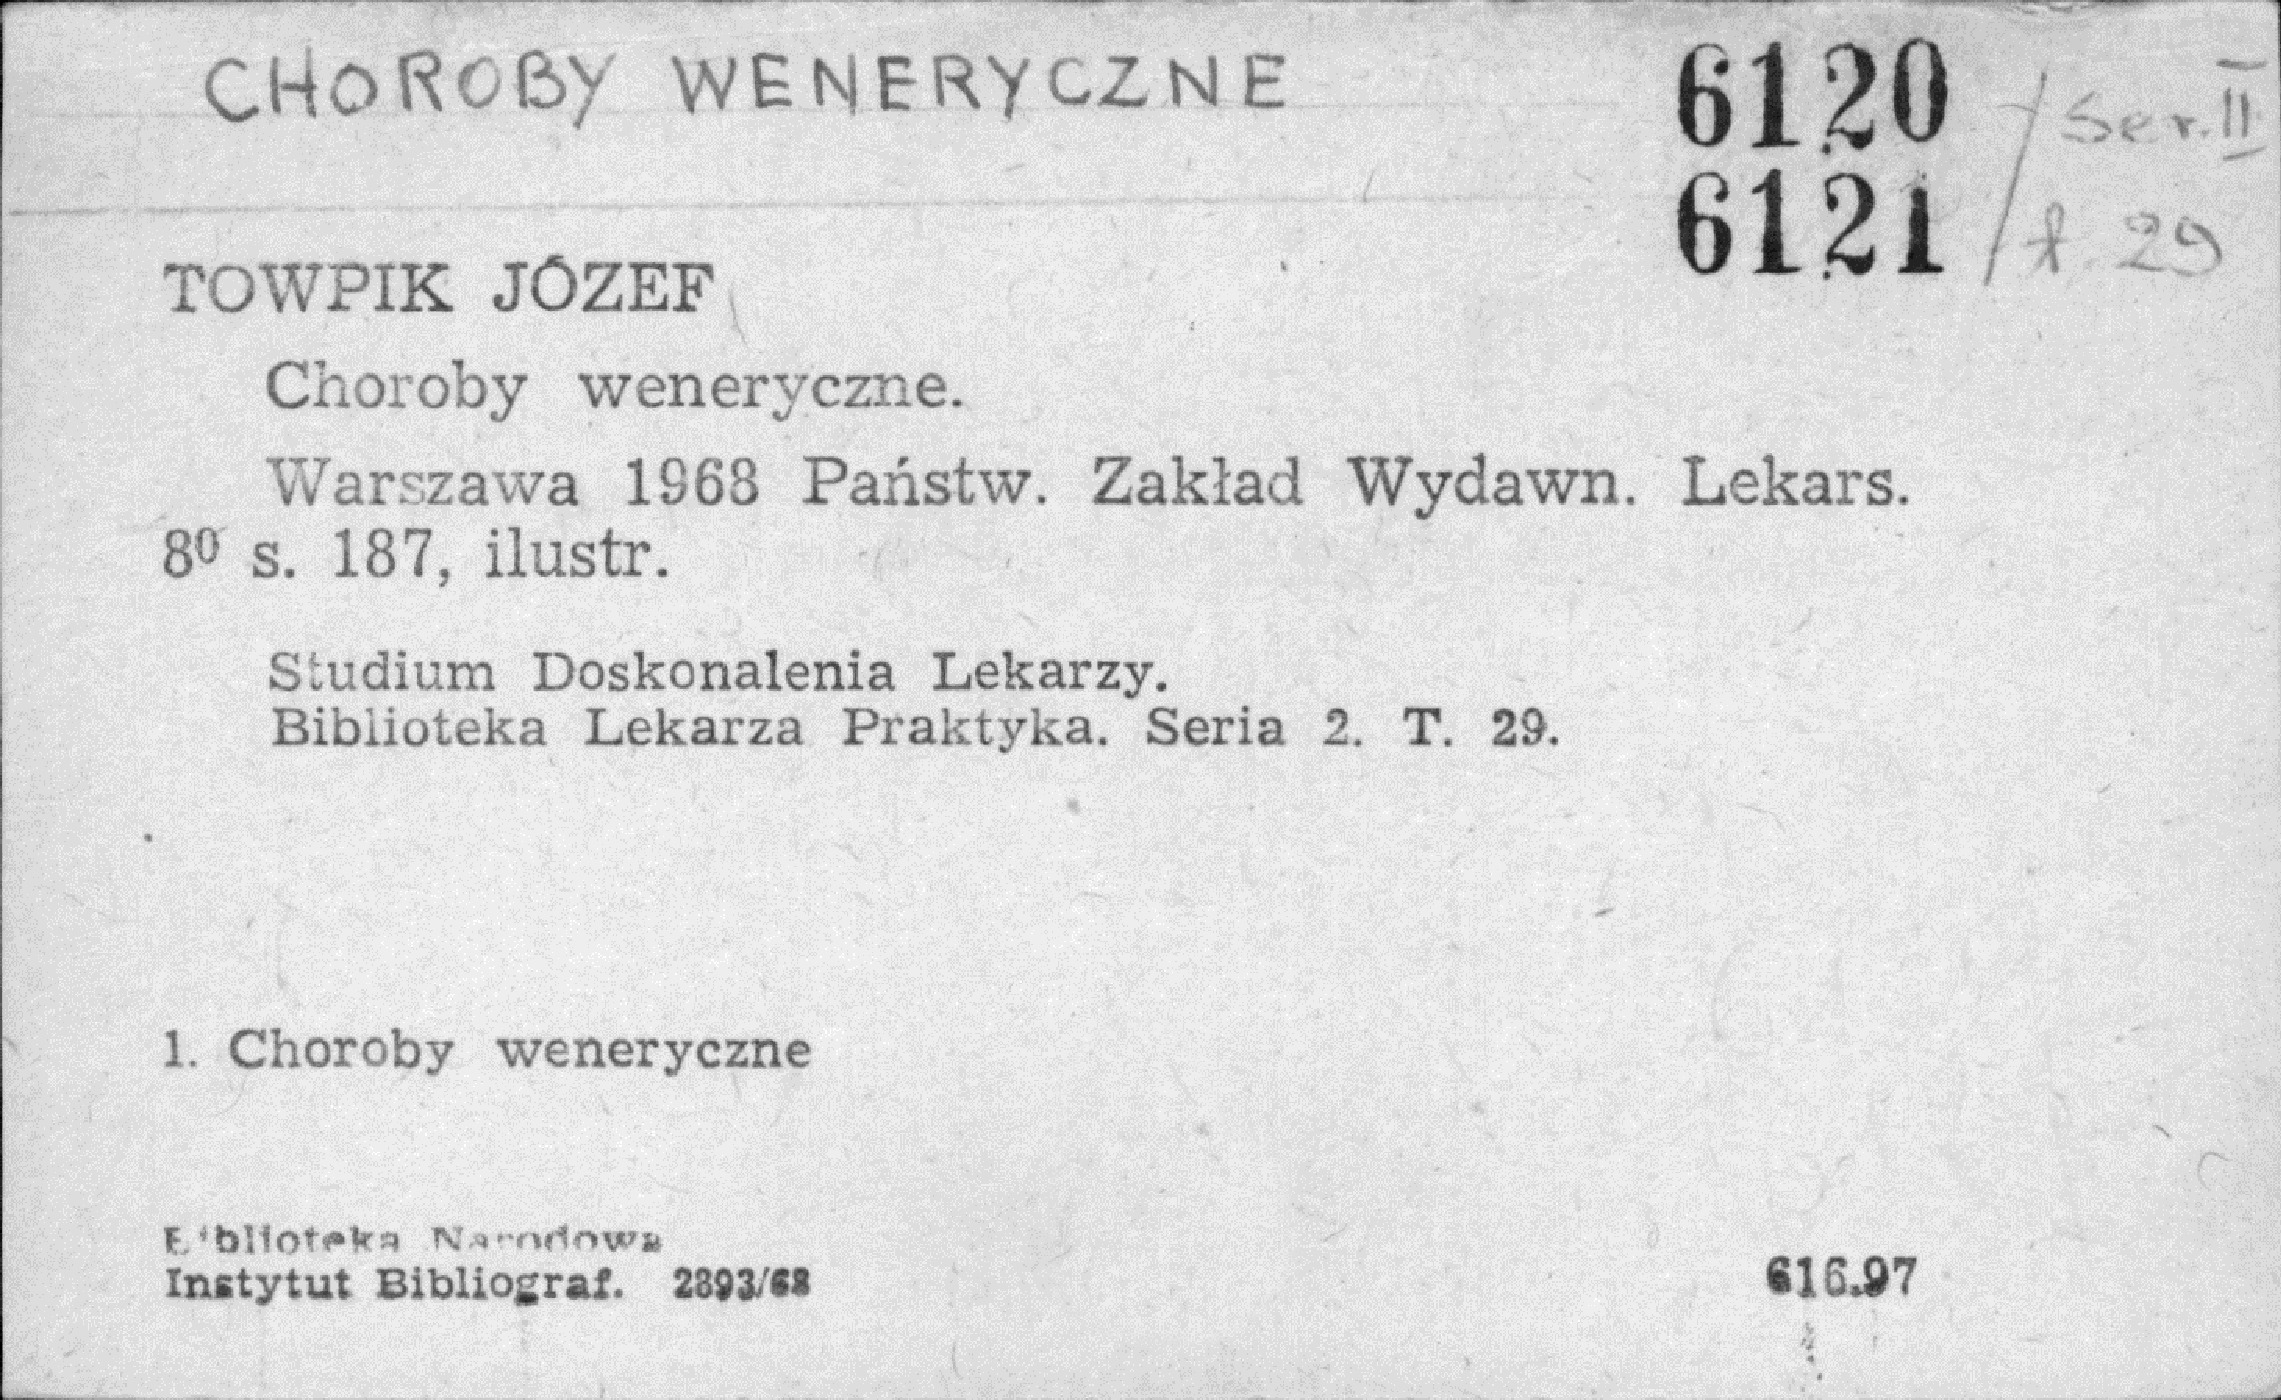 CHOROBY WENERYCZNE
6120 / Ser. II
6121 / t. 29
TOWPIK JÓZEF
Choroby weneryczne.
Warszawa 1968 Państw. Zakład Wydawn. Lekars.
8⁰ s. 187, ilustr.
Studium Doskonalenia Lekarzy.
Biblioteka Lekarza Praktyka. Seria 2. T. 29.
1. Choroby weneryczne
Biblioteka Narodowa
Instytut Bibliograf. 2893/68
616.97